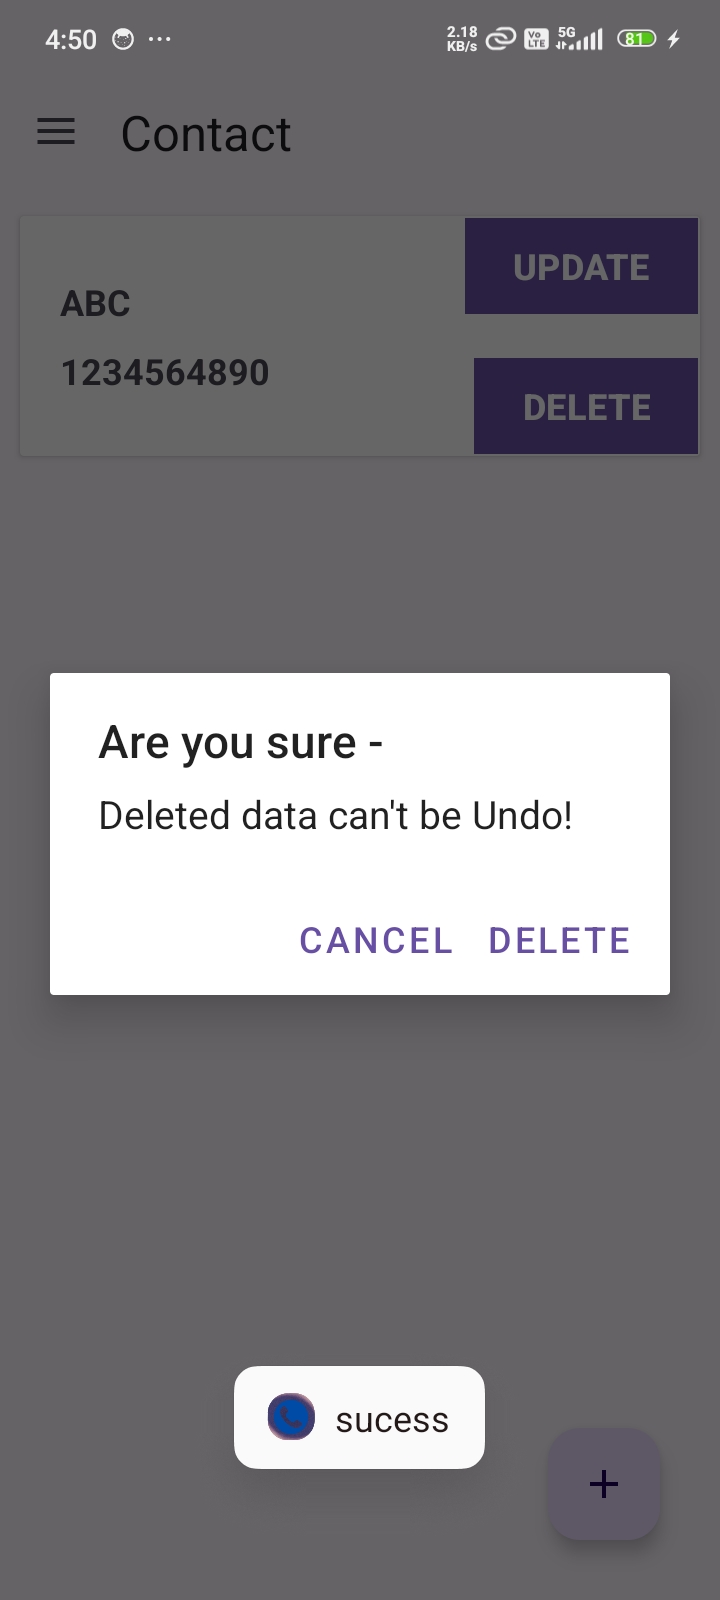 4:50
2.18
KB/s
Vo
LTE
5G
81
Contact
ABC
1234564890
UPDATE
DELETE
Are you sure -
Deleted data can't be Undo!
CANCEL DELETE
sucess